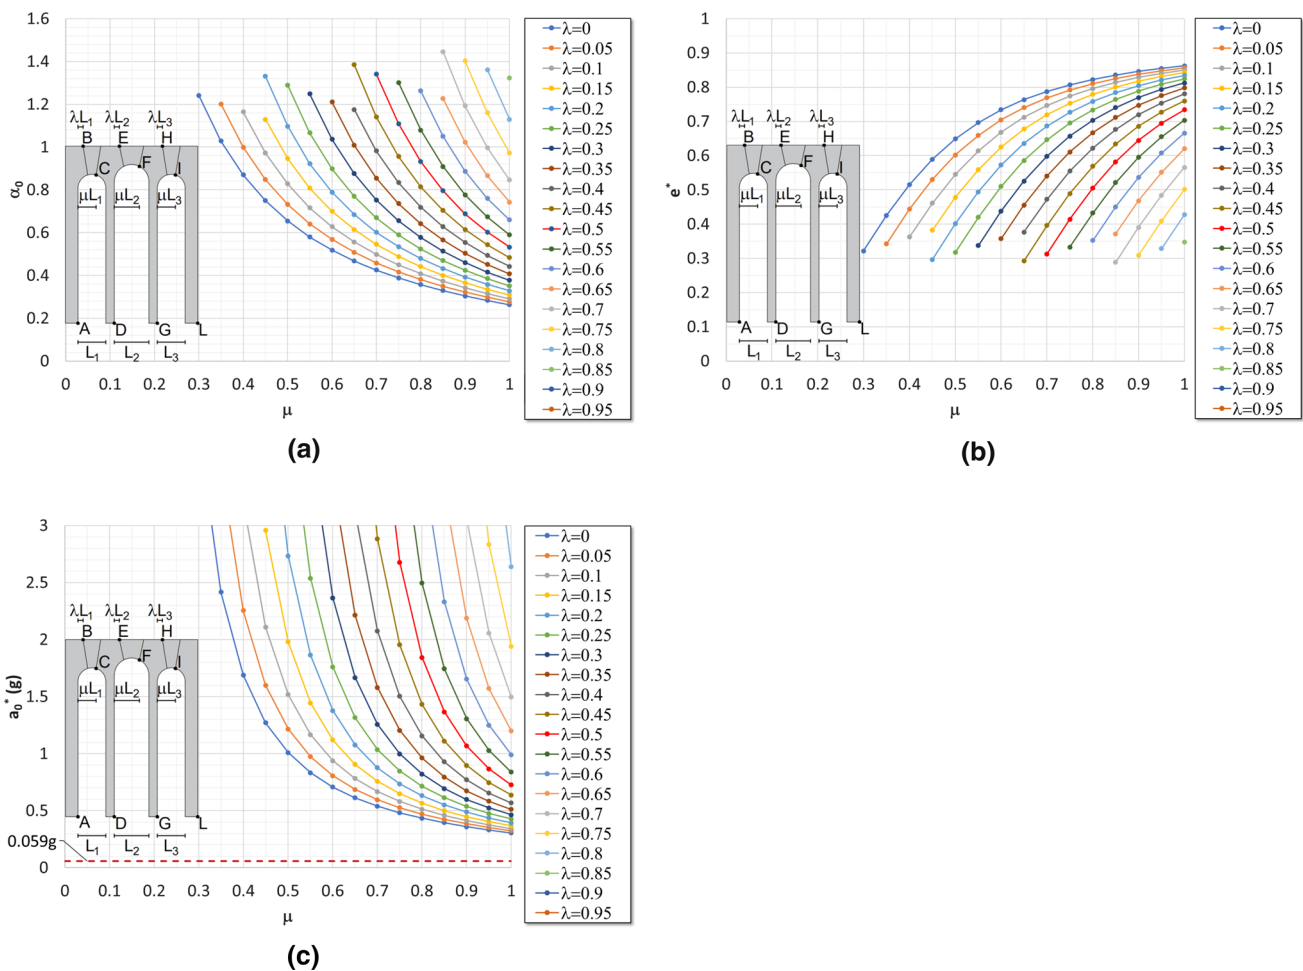 1.6
1.4
1.2
1
0.8
0.6
0.4
0.2
0
α₀
0 0.1 0.2 0.3 0.4 0.5 0.6 0.7 0.8 0.9 1
μ
λL₁ λL₂ λL₃
B E H
C F I
μL₁ μL₂ μL₃
A D G L
L₁ L₂ L₃
λ=0
λ=0.05
λ=0.1
λ=0.15
λ=0.2
λ=0.25
λ=0.3
λ=0.35
λ=0.4
λ=0.45
λ=0.5
λ=0.55
λ=0.6
λ=0.65
λ=0.7
λ=0.75
λ=0.8
λ=0.85
λ=0.9
λ=0.95
(a)
1
0.9
0.8
0.7
0.6
0.5
0.4
0.3
0.2
0.1
0
e*
0 0.1 0.2 0.3 0.4 0.5 0.6 0.7 0.8 0.9 1
μ
λL₁ λL₂ λL₃
B E H
C F I
μL₁ μL₂ μL₃
A D G L
L₁ L₂ L₃
λ=0
λ=0.05
λ=0.1
λ=0.15
λ=0.2
λ=0.25
λ=0.3
λ=0.35
λ=0.4
λ=0.45
λ=0.5
λ=0.55
λ=0.6
λ=0.65
λ=0.7
λ=0.75
λ=0.8
λ=0.85
λ=0.9
λ=0.95
(b)
3
2.5
2
1.5
1
0.5
0
a₀* (g)
0.059g
0 0.1 0.2 0.3 0.4 0.5 0.6 0.7 0.8 0.9 1
μ
λL₁ λL₂ λL₃
B E H
C F I
μL₁ μL₂ μL₃
A D G L
L₁ L₂ L₃
λ=0
λ=0.05
λ=0.1
λ=0.15
λ=0.2
λ=0.25
λ=0.3
λ=0.35
λ=0.4
λ=0.45
λ=0.5
λ=0.55
λ=0.6
λ=0.65
λ=0.7
λ=0.75
λ=0.8
λ=0.85
λ=0.9
λ=0.95
(c)